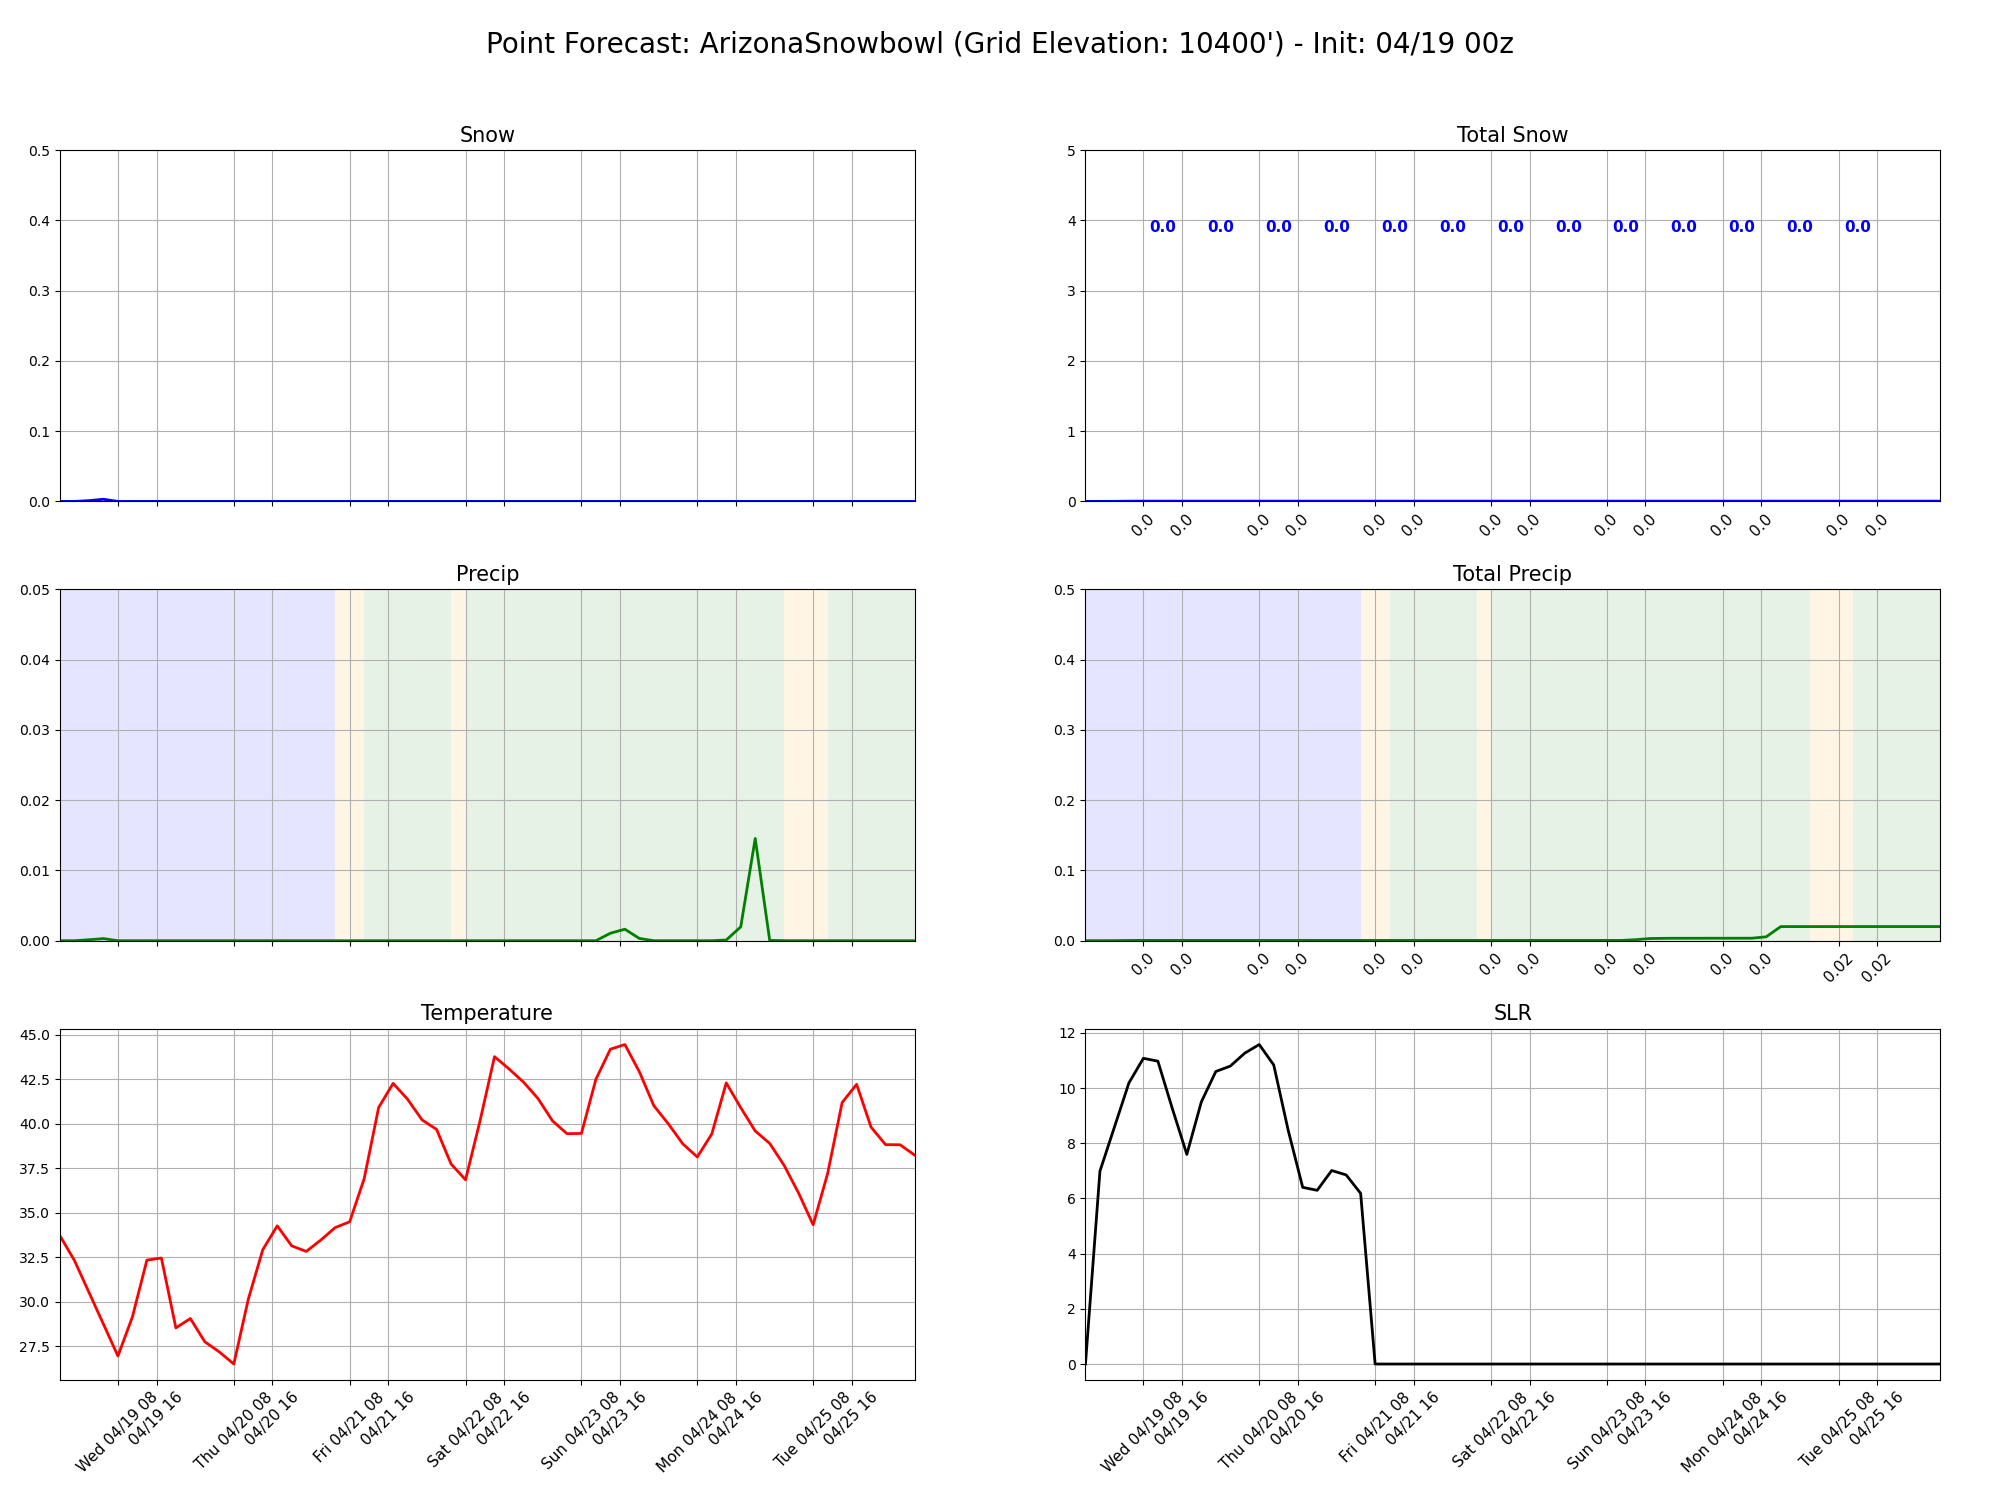 Point Forecast: ArizonaSnowbowl (Grid Elevation: 10400') - Init: 04/19 00z
Snow
0.5
0.4
0.3
0.2
0.1
0.0
Total Snow
5
4
3
2
1
0
0.0 0.0 0.0 0.0 0.0 0.0 0.0 0.0 0.0 0.0 0.0 0.0 0.0
0.0 0.0 0.0 0.0 0.0 0.0 0.0 0.0 0.0 0.0 0.0 0.0 0.0 0.0
Precip
0.05
0.04
0.03
0.02
0.01
0.00
Total Precip
0.5
0.4
0.3
0.2
0.1
0.0
0.0 0.0 0.0 0.0 0.0 0.0 0.0 0.0 0.0 0.0 0.0 0.0 0.02 0.02
Temperature
45.0
42.5
40.0
37.5
35.0
32.5
30.0
27.5
Wed 04/19 08
04/19 16
Thu 04/20 08
04/20 16
Fri 04/21 08
04/21 16
Sat 04/22 08
04/22 16
Sun 04/23 08
04/23 16
Mon 04/24 08
04/24 16
Tue 04/25 08
04/25 16
SLR
12
10
8
6
4
2
0
Wed 04/19 08
04/19 16
Thu 04/20 08
04/20 16
Fri 04/21 08
04/21 16
Sat 04/22 08
04/22 16
Sun 04/23 08
04/23 16
Mon 04/24 08
04/24 16
Tue 04/25 08
04/25 16